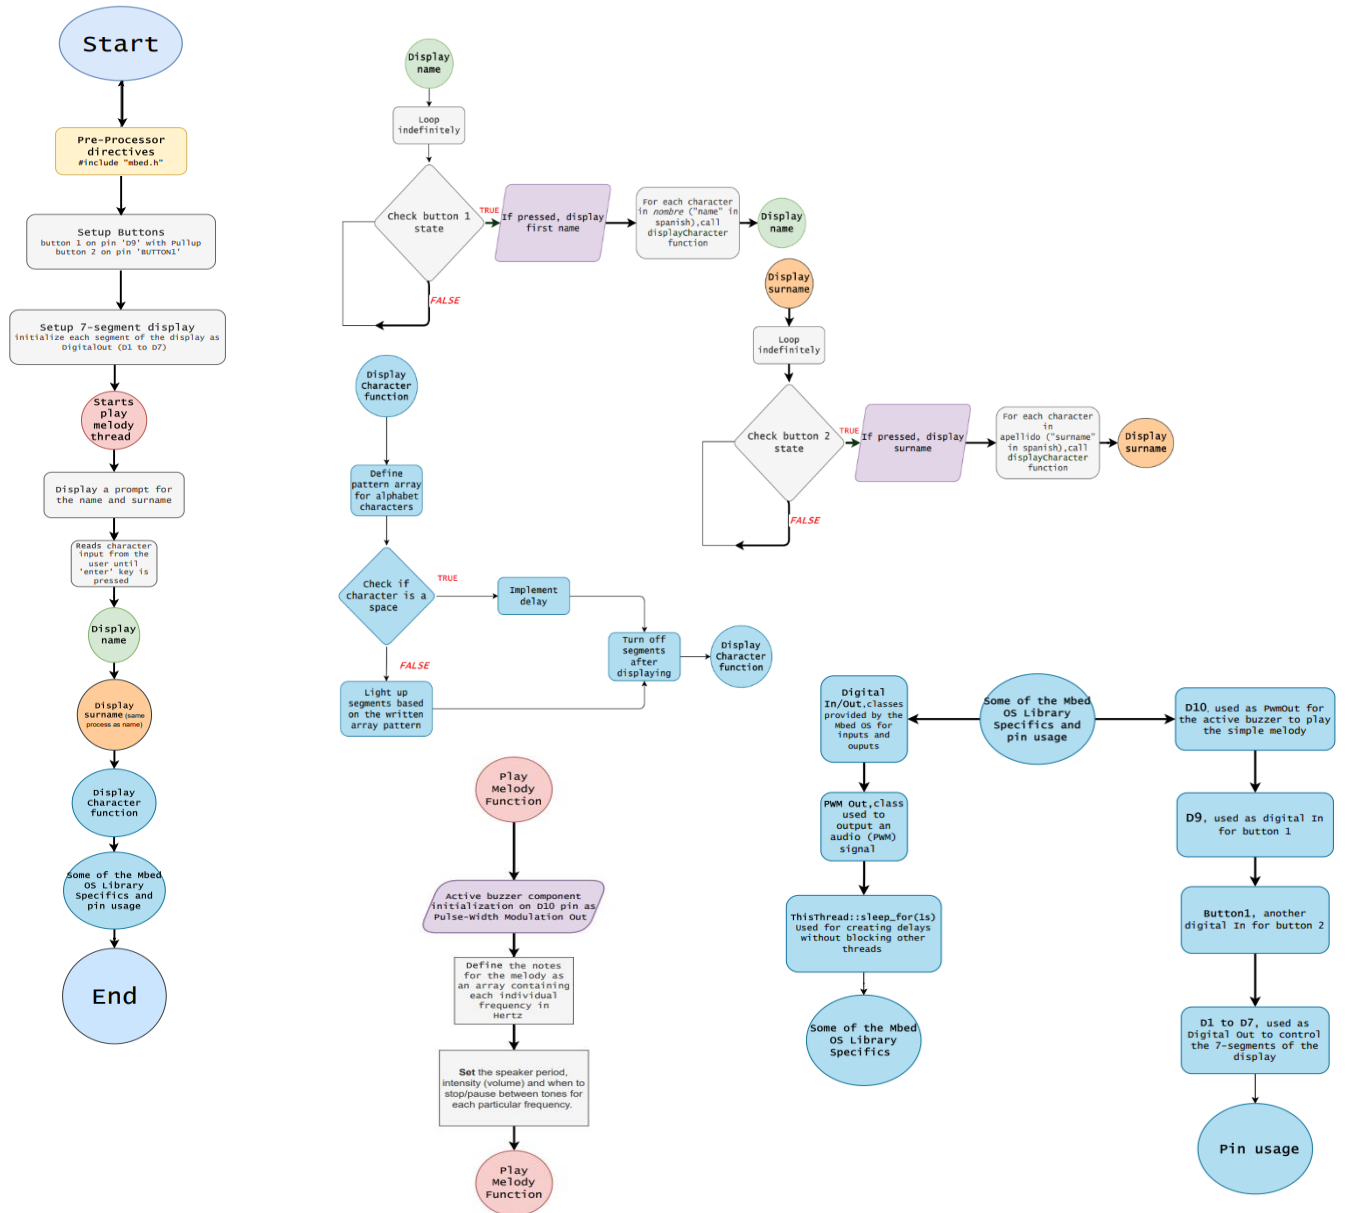 Start
Pre-Processor
directives
#include "mbed.h"
Setup Buttons
button 1 on pin 'D9' with Pullup
button 2 on pin 'BUTTON1'
Setup 7-segment display
initialize each segment of the display as
DigitalOut (D1 to D7)
Starts
play
melody
thread
Display a prompt for
the name and surname
Reads character
input from the
user until
'enter' key is
pressed
Display
name
Display
surname (same
process as name)
Display
Character
function
Some of the Mbed
OS Library
Specifics and
pin usage
End
Display
name
Loop
indefinitely
Check button 1
state
TRUE
FALSE
If pressed, display
first name
For each character
in nombre ("name" in
spanish),call
displayCharacter
function
Display
name
Display
surname
Loop
indefinitely
Check button 2
state
TRUE
FALSE
If pressed, display
surname
For each character
in
apellido ("surname"
in spanish),call
displayCharacter
function
Display
surname
Display
Character
function
Define
pattern array
for alphabet
characters
Check if
character is a
space
TRUE
FALSE
Implement
delay
Light up
segments based
on the written
array pattern
Turn off
segments
after
displaying
Display
Character
function
Play
Melody
Function
Active buzzer component
initialization on D10 pin as
Pulse-Width Modulation Out
Define the notes
for the melody as
an array containing
each individual
frequency in
Hertz
Set the speaker period,
intensity (volume) and when to
stop/pause between tones for
each particular frequency.
Play
Melody
Function
Some of the Mbed
OS Library
Specifics and
pin usage
Digital
In/Out,classes
provided by the
Mbed OS for
inputs and
ouputs
PWM Out,class
used to
output an
audio (PWM)
signal
ThisThread::sleep_for(1s)
Used for creating delays
without blocking other
threads
Some of the Mbed
OS Library
Specifics
D10, used as PwmOut for
the active buzzer to play
the simple melody
D9, used as digital In
for button 1
Button1, another
digital In for button 2
D1 to D7, used as
Digital Out to control
the 7-segments of the
display
Pin usage